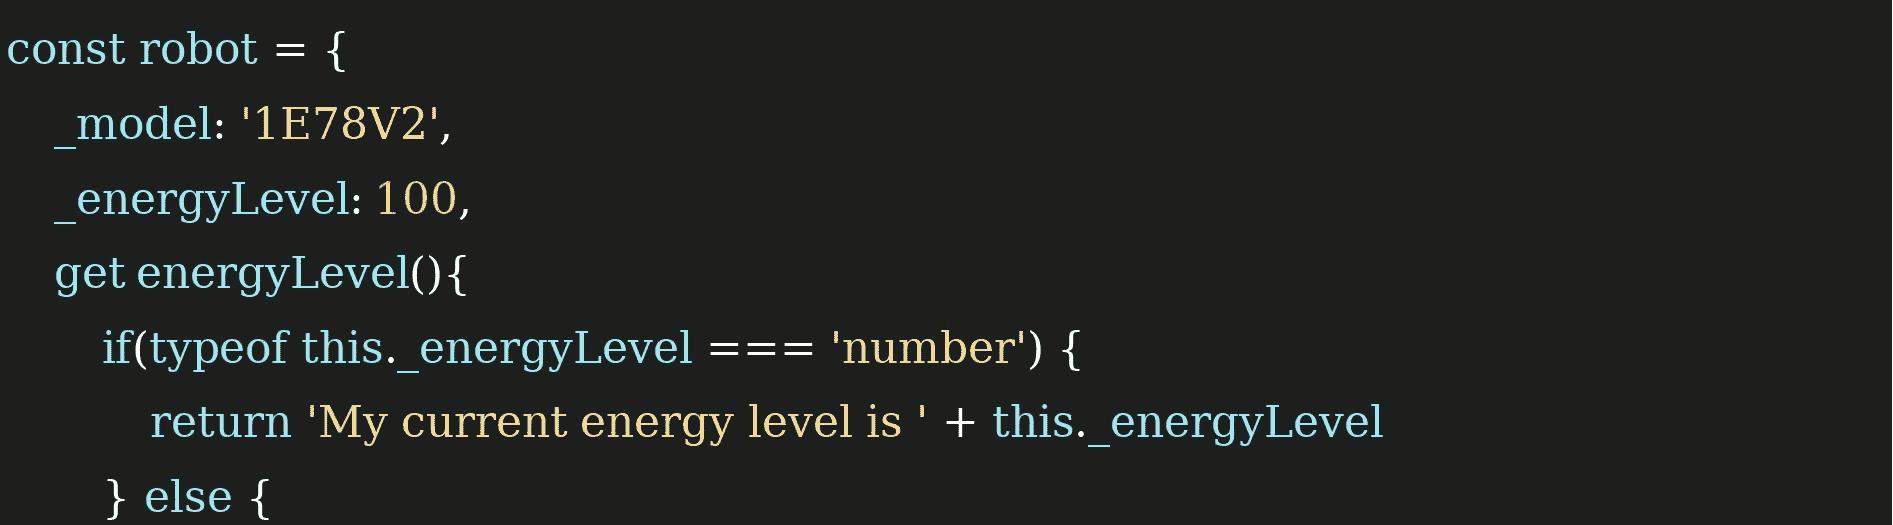 const robot = {
_model: '1E78V2',
_energyLevel: 100,
get energyLevel(){
if(typeof this._energyLevel === 'number') {
return 'My current energy level is ' + this._energyLevel
} else {